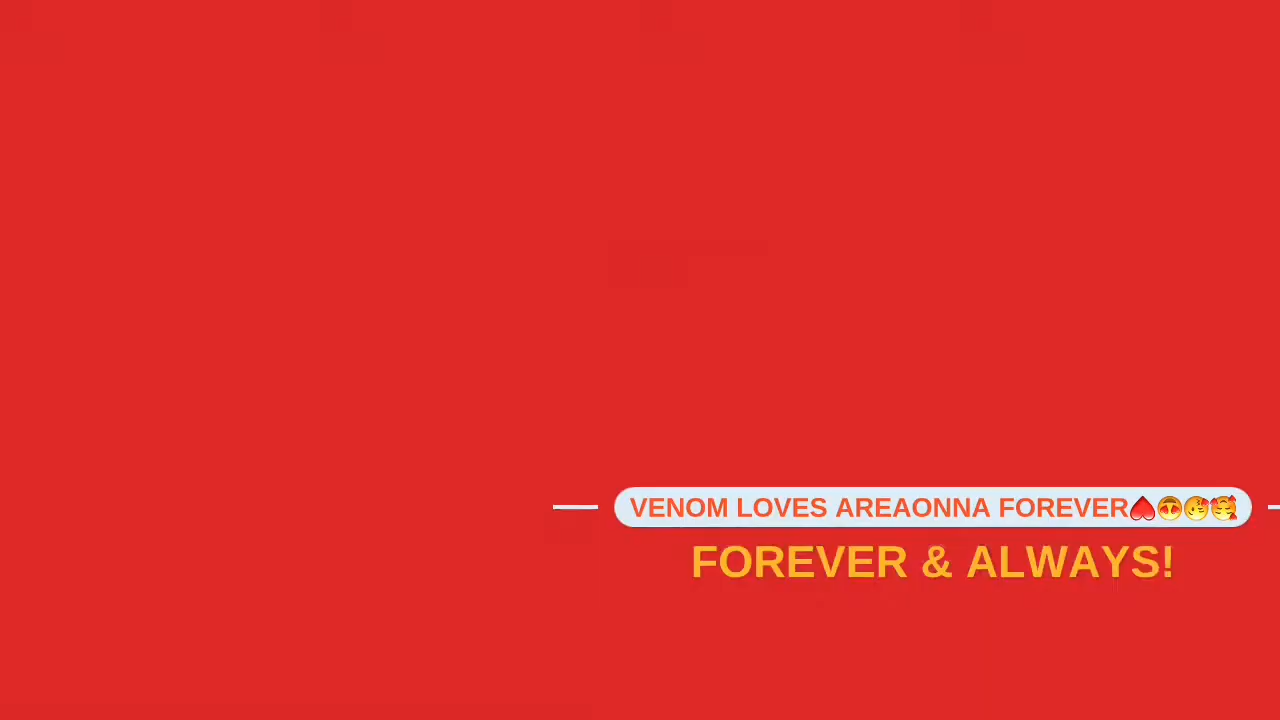 VENOM LOVES AREAONNA FOREVER♥️😍😘🥰
FOREVER & ALWAYS!